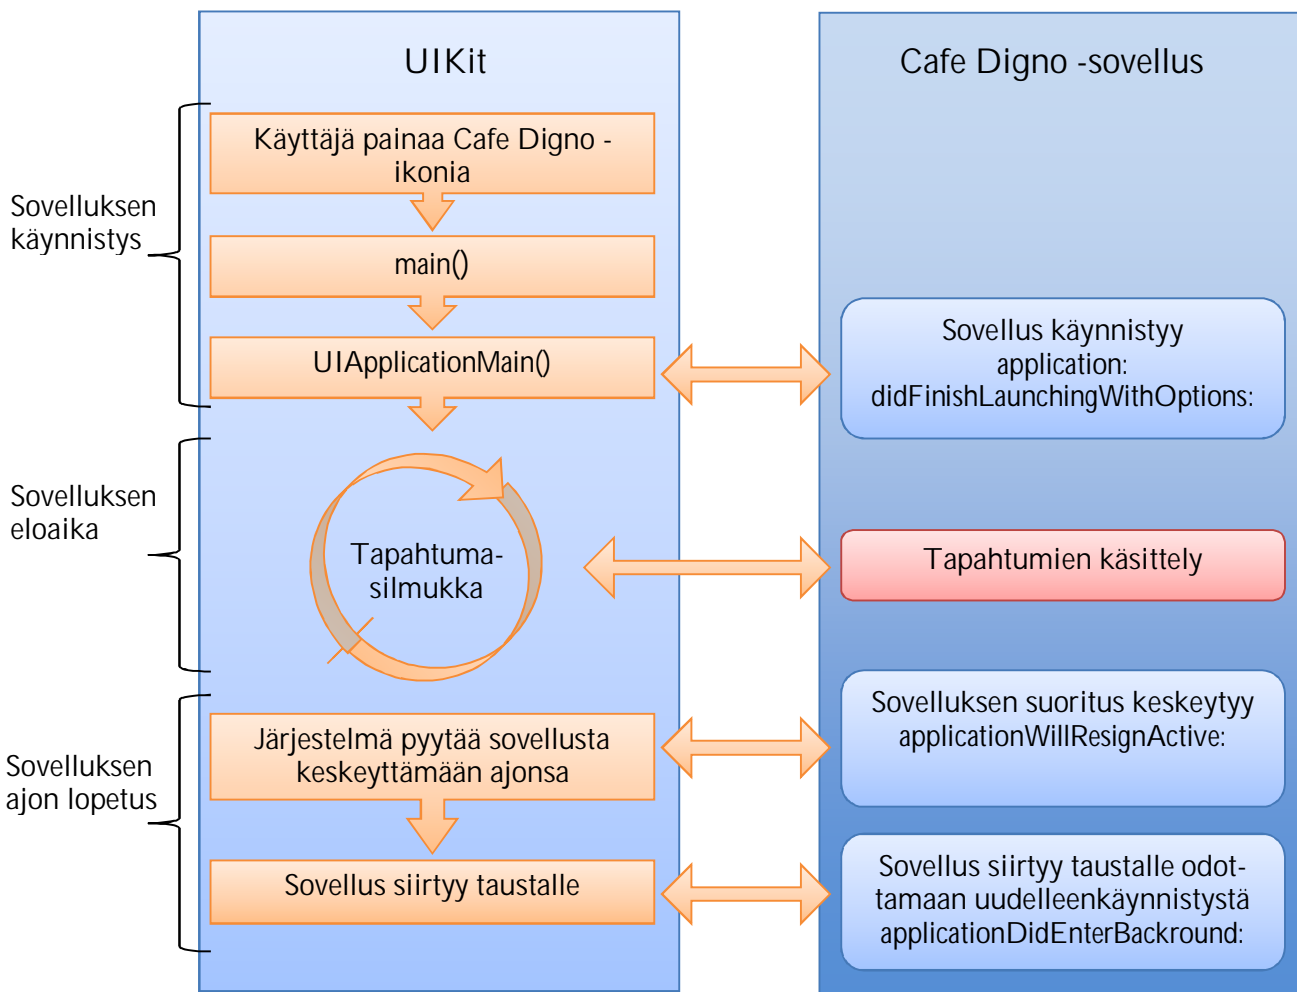 UIKit
Cafe Digno -sovellus
Sovelluksen
käynnistys
Käyttäjä painaa Cafe Digno -
ikonia
main()
UIApplicationMain()
Sovellus käynnistyy
application:
didFinishLaunchingWithOptions:
Sovelluksen
eloaika
Tapahtuma-
silmukka
Tapahtumien käsittely
Sovelluksen
ajon lopetus
Järjestelmä pyytää sovellusta
keskeyttämään ajonsa
Sovelluksen suoritus keskeytyy
applicationWillResignActive:
Sovellus siirtyy taustalle
Sovellus siirtyy taustalle odot-
tamaan uudelleenkäynnistystä
applicationDidEnterBackround: